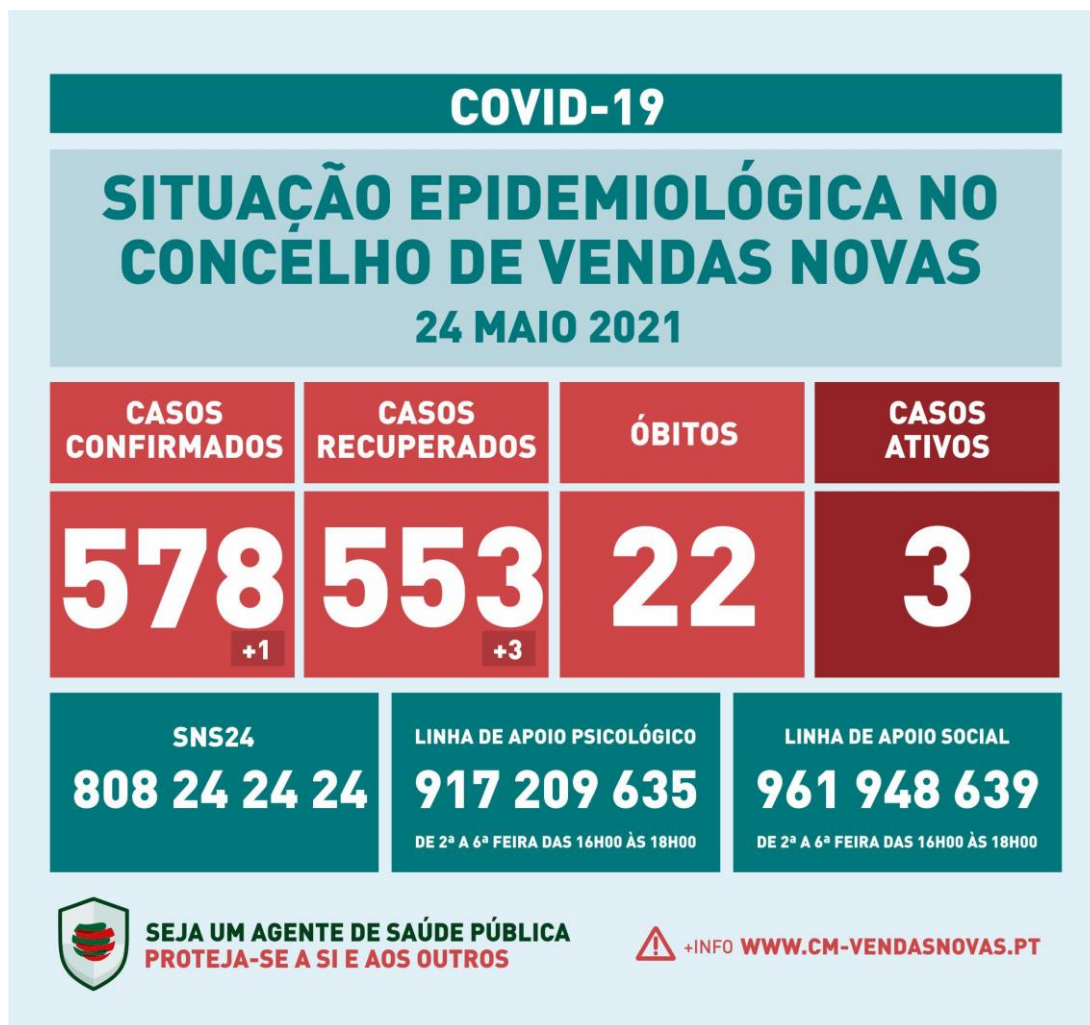 COVID-19
SITUAÇÃO EPIDEMIOLÓGICA NO
CONCELHO DE VENDAS NOVAS
24 MAIO 2021
CASOS
CONFIRMADOS
578
+1
CASOS
RECUPERADOS
553
+3
ÓBITOS
22
CASOS
ATIVOS
3
SNS24
808 24 24 24
LINHA DE APOIO PSICOLÓGICO
917 209 635
DE 2ª A 6ª FEIRA DAS 16H00 ÀS 18H00
LINHA DE APOIO SOCIAL
961 948 639
DE 2ª A 6ª FEIRA DAS 16H00 ÀS 18H00
SEJA UM AGENTE DE SAÚDE PÚBLICA
PROTEJA-SE A SI E AOS OUTROS
+INFO WWW.CM-VENDASNOVAS.PT